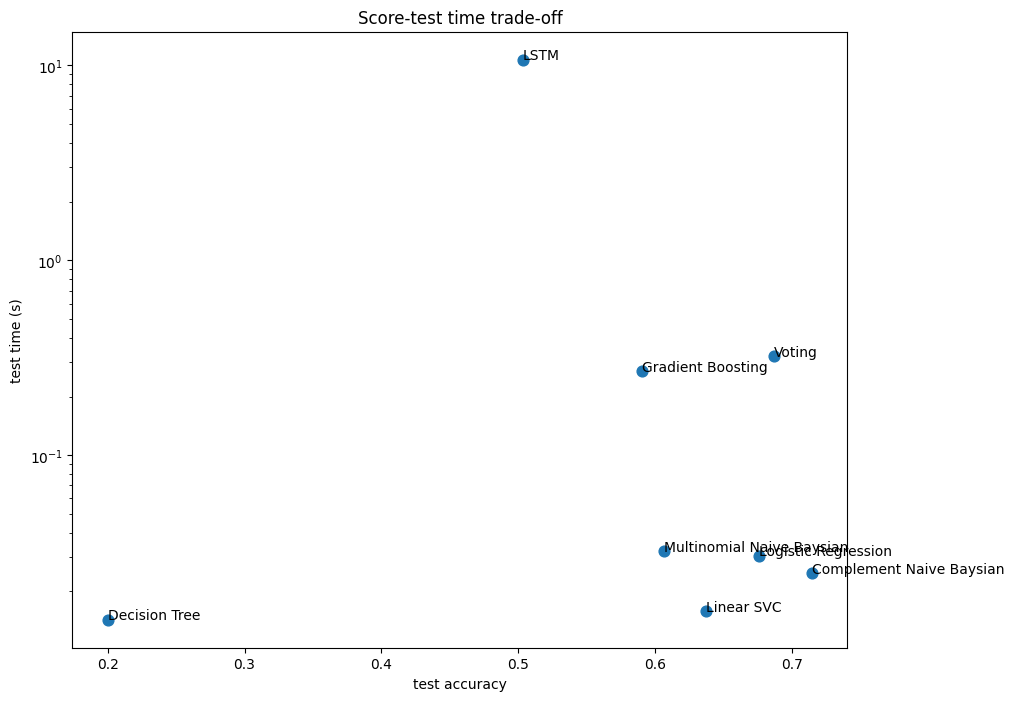 Score-test time trade-off
10¹
10⁰
10⁻¹
test time (s)
LSTM
Voting
Gradient Boosting
Multinomial Naive Baysian
Logistic Regression
Complement Naive Baysian
Linear SVC
Decision Tree
0.2 0.3 0.4 0.5 0.6 0.7
test accuracy